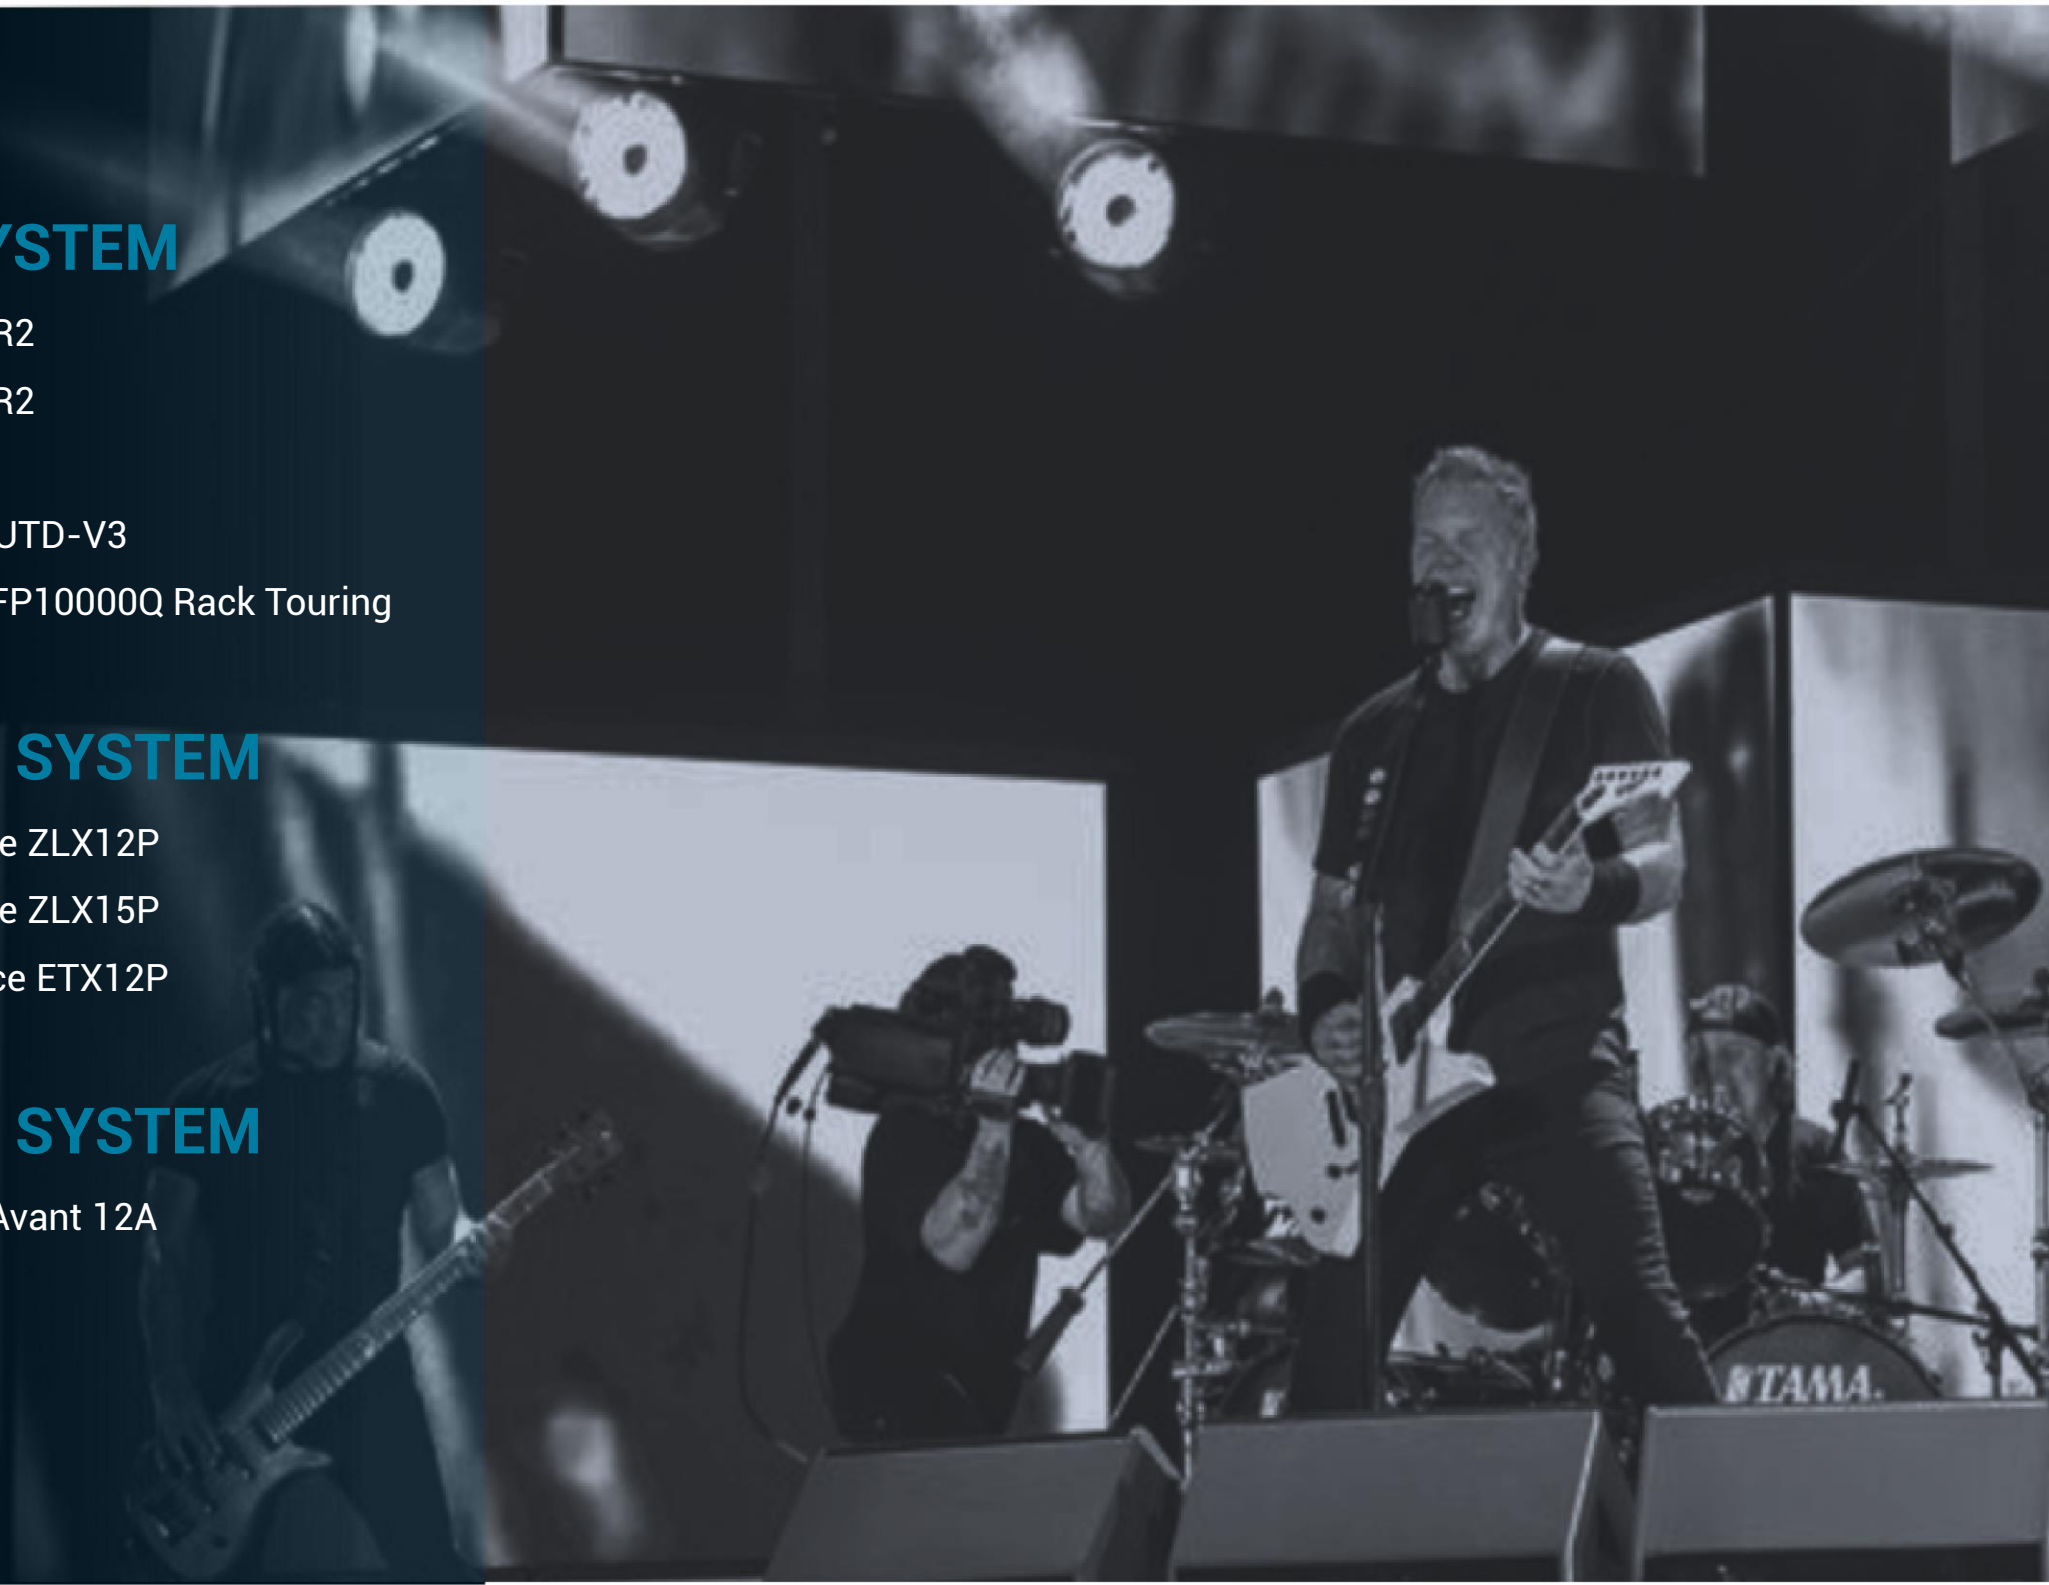 YSTEM
R2
R2
UTD-V3
FP10000Q Rack Touring
SYSTEM
e ZLX12P
e ZLX15P
ce ETX12P
SYSTEM
Avant 12A
TAMA.